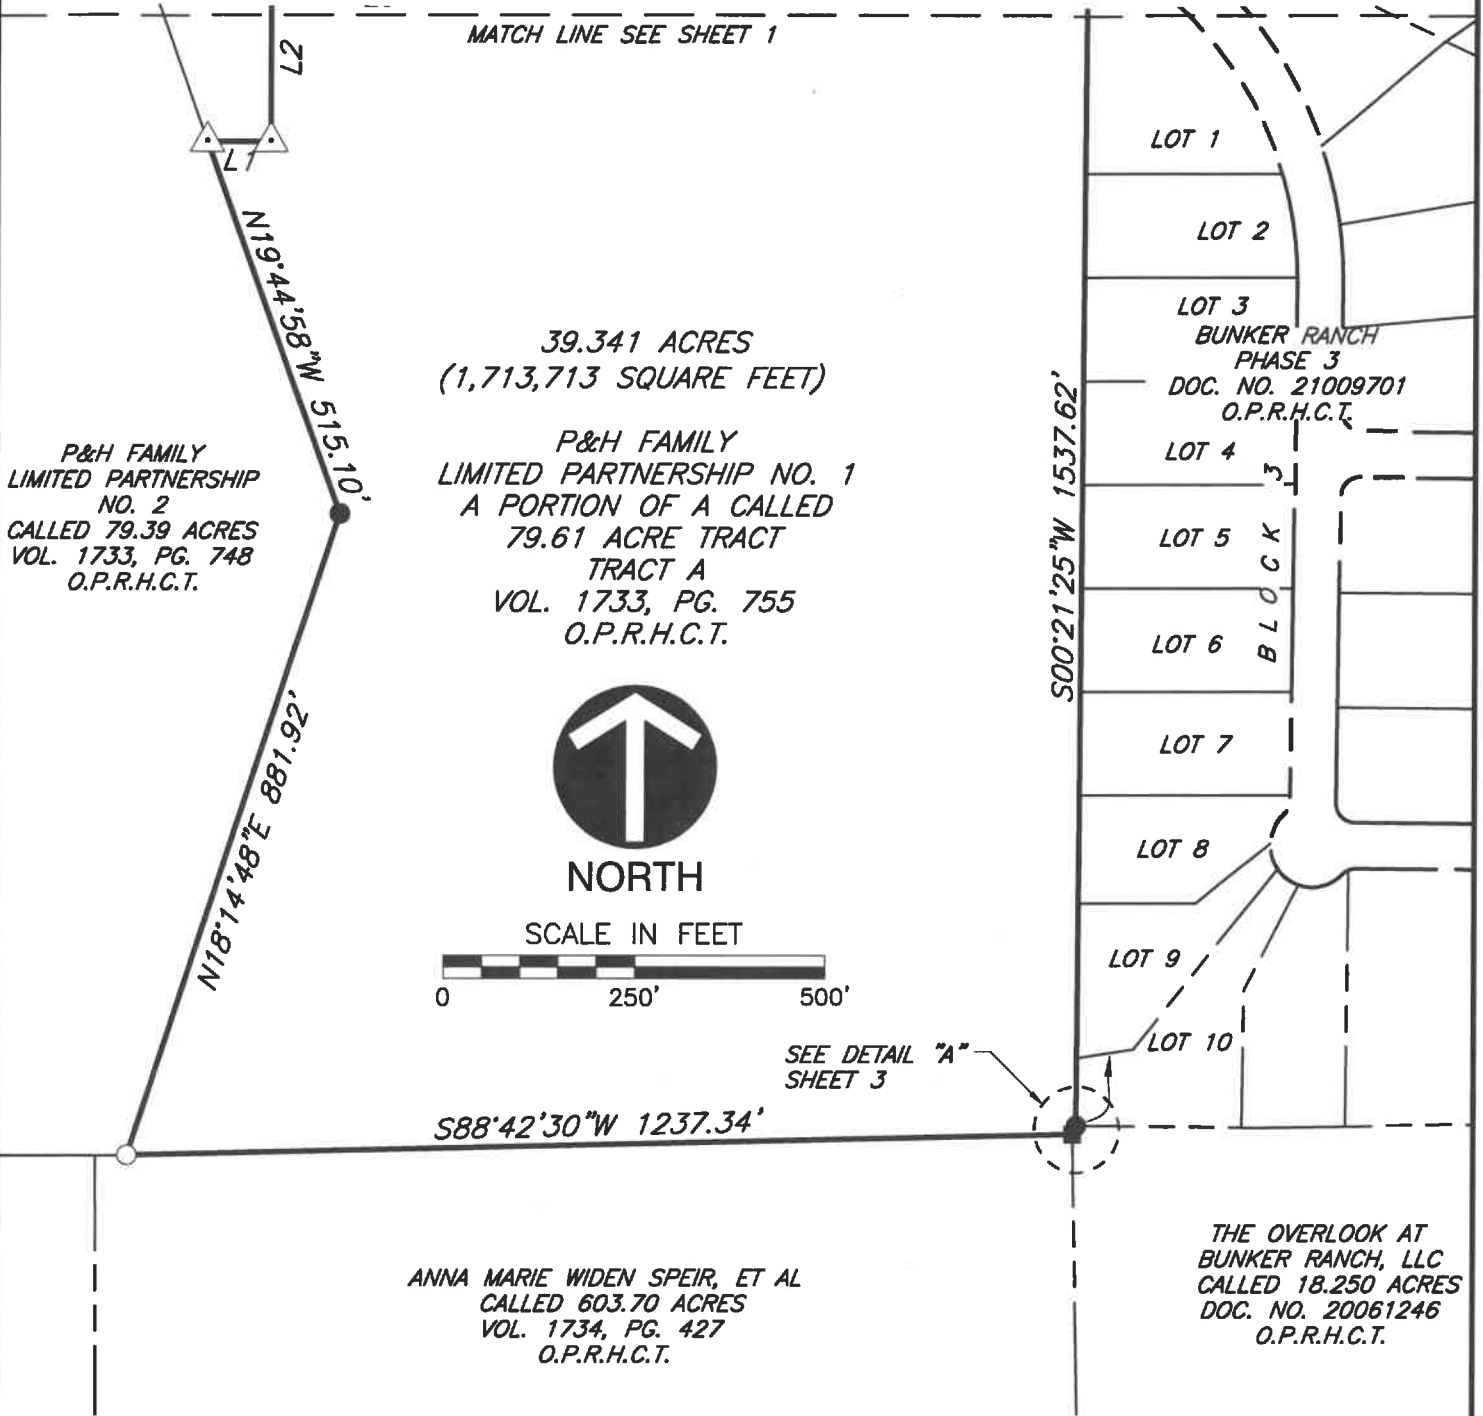 MATCH LINE SEE SHEET 1
L2
L1
N19°44'58"W 515.10'
39.341 ACRES
(1,713,713 SQUARE FEET)
P&H FAMILY
LIMITED PARTNERSHIP NO. 1
A PORTION OF A CALLED
79.61 ACRE TRACT
TRACT A
VOL. 1733, PG. 755
O.P.R.H.C.T.
P&H FAMILY
LIMITED PARTNERSHIP
NO. 2
CALLED 79.39 ACRES
VOL. 1733, PG. 748
O.P.R.H.C.T.
N18°14'48"E 881.92'
NORTH
SCALE IN FEET
0 250' 500'
S00°21'25"W 1537.62'
LOT 1
LOT 2
LOT 3
BUNKER RANCH
PHASE 3
DOC. NO. 21009701
O.P.R.H.C.T.
LOT 4
LOT 5
LOT 6
LOT 7
LOT 8
LOT 9
LOT 10
BLOCK 3
SEE DETAIL "A"
SHEET 3
S88°42'30"W 1237.34'
ANNA MARIE WIDEN SPEIR, ET AL
CALLED 603.70 ACRES
VOL. 1734, PG. 427
O.P.R.H.C.T.
THE OVERLOOK AT
BUNKER RANCH, LLC
CALLED 18.250 ACRES
DOC. NO. 20061246
O.P.R.H.C.T.